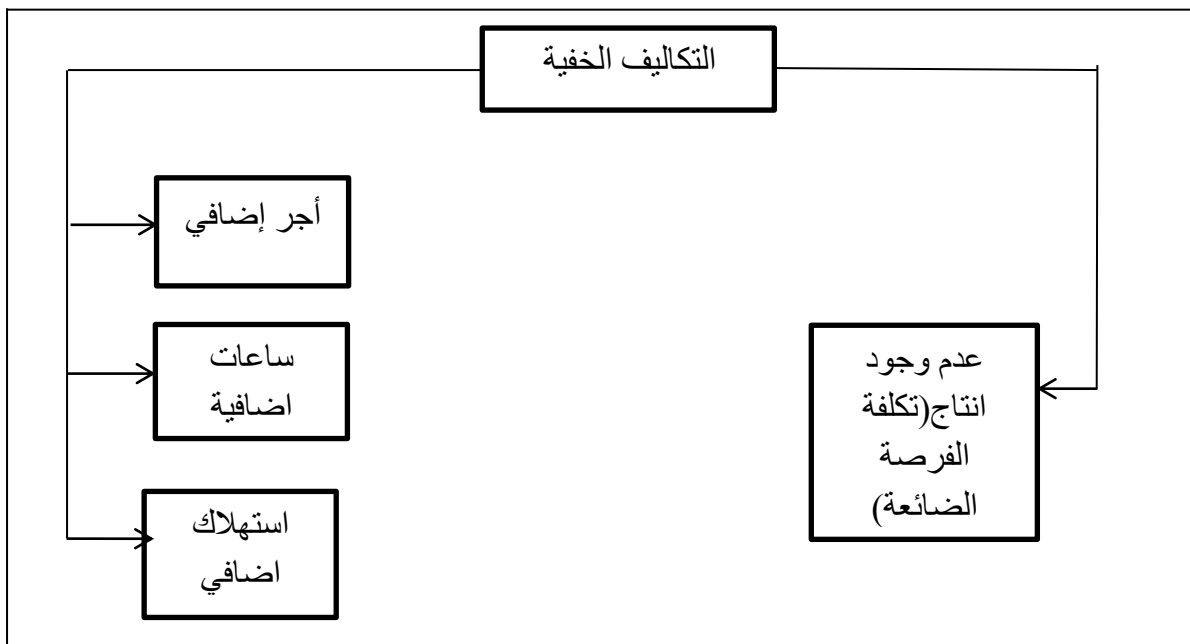 التكاليف الخفية
أجر إضافي
ساعات
اضافية
استهلاك
اضافي
عدم وجود
انتاج(تكلفة
الفرصة
الضائعة)